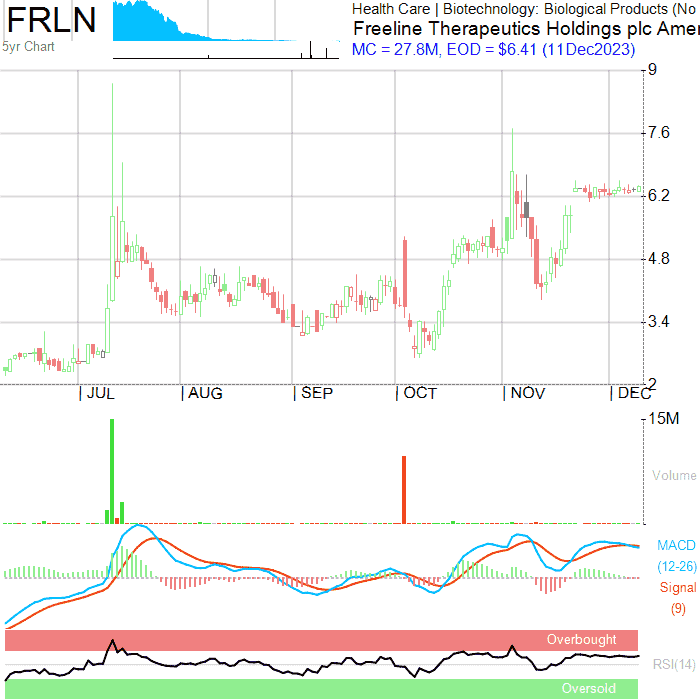 FRLN
5yr Chart
Health Care | Biotechnology: Biological Products (No
Freeline Therapeutics Holdings plc Amer
MC = 27.8M, EOD = $6.41 (11Dec2023)
9
7.6
6.2
4.8
3.4
2
JUL AUG SEP OCT NOV DEC
15M
Volume
MACD
(12-26)
Signal
(9)
Overbought
RSI(14)
Oversold